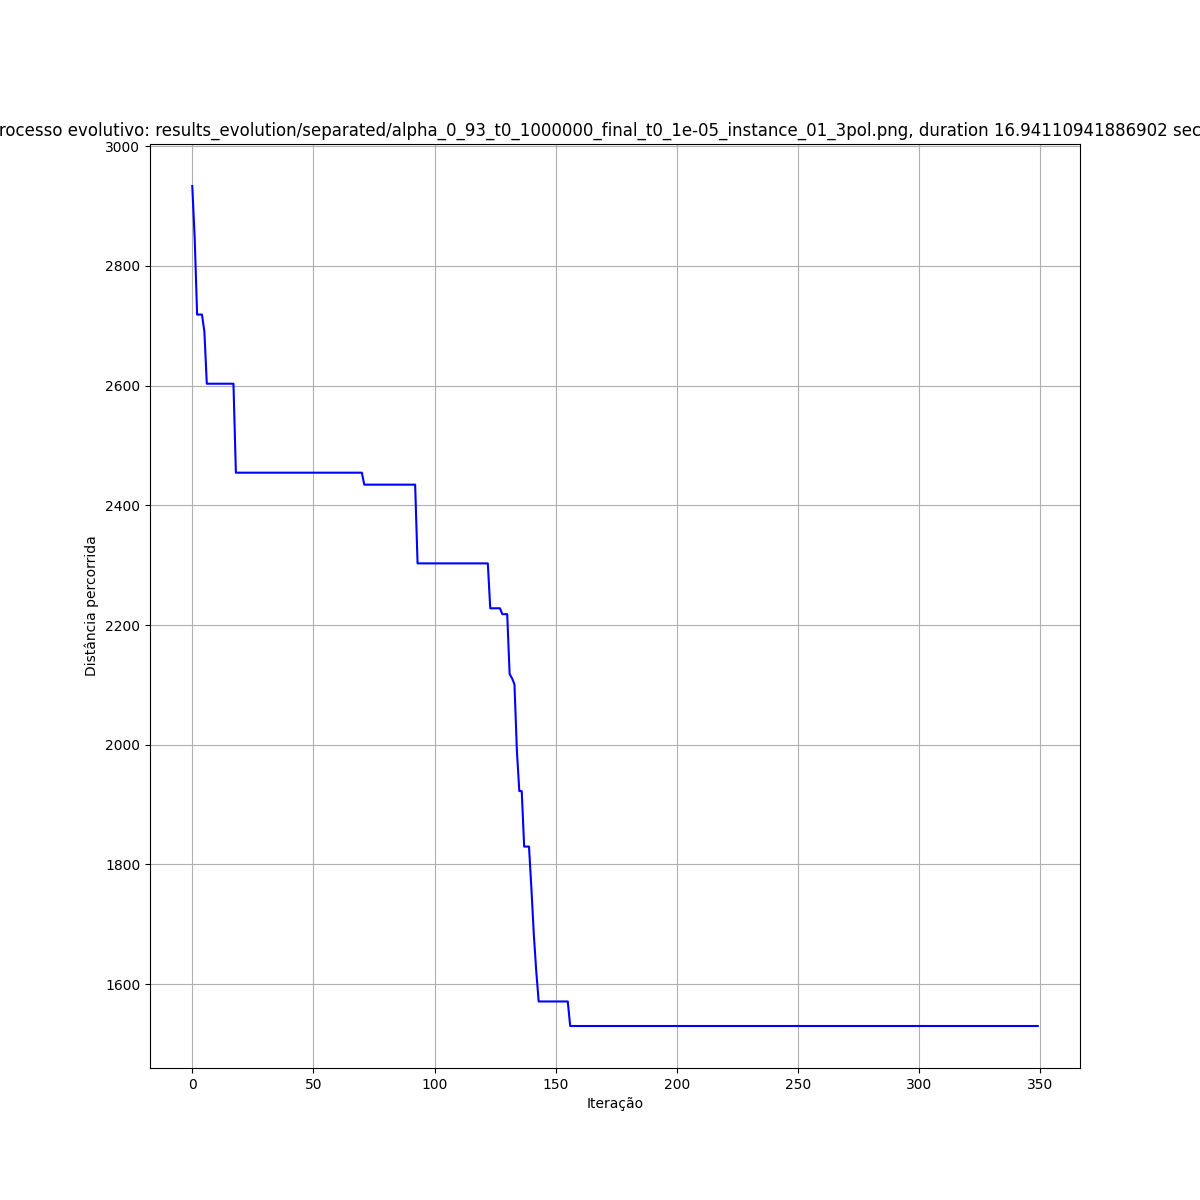 rocesso evolutivo: results_evolution/separated/alpha_0_93_t0_1000000_final_t0_1e-05_instance_01_3pol.png, duration 16.94110941886902 sec
3000
2800
2600
2400
2200
2000
1800
1600
Distância percorrida
0 50 100 150 200 250 300 350
Iteração